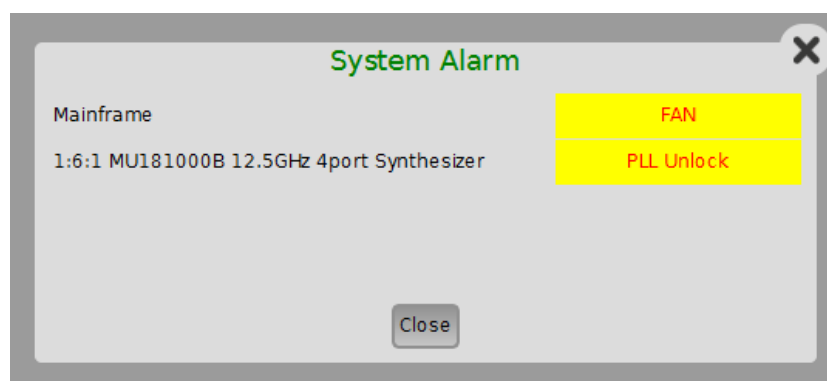 System Alarm
Mainframe FAN
1:6:1 MU181000B 12.5GHz 4port Synthesizer PLL Unlock
Close